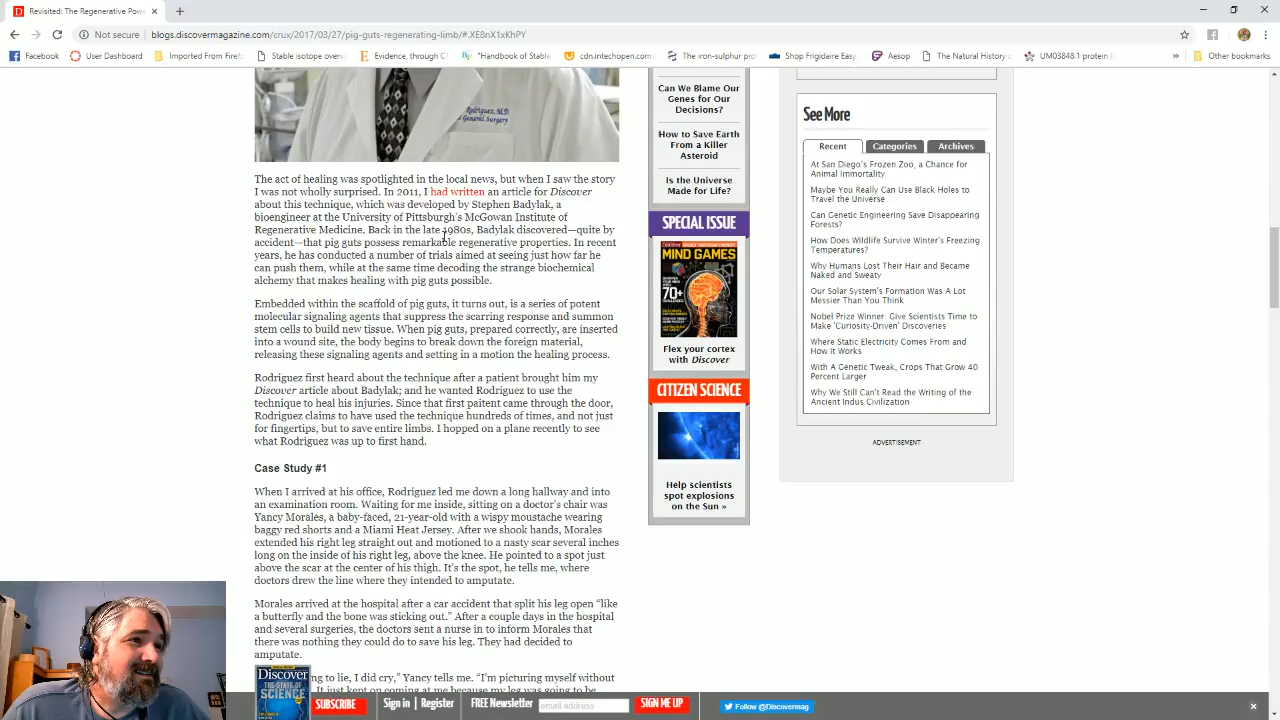 The Regenerative Pow
Not secure
blogs.discovermagazine.com/crux/2017/03/27/pig-guts-regenerating-limb/#.XE8nX1xKhPY
Facebook
User Dashboard
Imported From Firef
Stable isotope overv
Evidence, through C
"Handbook of Stable
cdn.intechopen.com
The iron-sulphur pro
Shop Frigidaire Easy
Aesop
The Natural History o
UM03848.1 protein (l
»
Other bookmarks
Rodriguez, M.D.
General Surgery
The act of healing was spotlighted in the local news, but when I saw the story
I was not wholly surprised. In 2011, I had written an article for Discover
about this technique, which was developed by Stephen Badylak, a
bioengineer at the University of Pittsburgh's McGowan Institute of
Regenerative Medicine. Back in the late 1980s, Badylak discovered—quite by
accident—that pig guts possess remarkable regenerative properties. In recent
years, he has conducted a number of trials aimed at seeing just how far he
can push them, while at the same time decoding the strange biochemical
alchemy that makes healing with pig guts possible.
Embedded within the scaffold of pig guts, it turns out, is a series of potent
molecular signaling agents that suppress the scarring response and summon
stem cells to build new tissue. When pig guts, prepared correctly, are inserted
into a wound site, the body begins to break down the foreign material,
releasing these signaling agents and setting in a motion the healing process.
Rodriguez first heard about the technique after a patient brought him my
Discover article about Badylak; and he wanted Rodriguez to use the
technique to heal his injuries. Since that first paitent came through the door,
Rodriguez claims to have used the technique hundreds of times, and not just
for fingertips, but to save entire limbs. I hopped on a plane recently to see
what Rodriguez was up to first hand.
Case Study #1
When I arrived at his office, Rodriguez led me down a long hallway and into
an examination room. Waiting for me inside, sitting on a doctor's chair was
Yancy Morales, a baby-faced, 21-year-old with a wispy moustache wearing
baggy red shorts and a Miami Heat Jersey. After we shook hands, Morales
extended his right leg straight out and motioned to a nasty scar several inches
long on the inside of his right leg, above the knee. He pointed to a spot just
above the scar at the center of his thigh. It's the spot, he tells me, where
doctors drew the line where they intended to amputate.
Morales arrived at the hospital after a car accident that split his leg open "like
a butterfly and the bone was sticking out." After a couple days in the hospital
and several surgeries, the doctors sent a nurse in to inform Morales that
there was nothing they could do to save his leg. They had decided to
amputate.
ng to lie, I did cry," Yancy tells me. "I'm picturing myself without
It just kept on coming at me because my leg was going to be
Can We Blame Our
Genes for Our
Decisions?
How to Save Earth
From a Killer
Asteroid
Is the Universe
Made for Life?
SPECIAL ISSUE
MIND GAMES
70+
Flex your cortex
with Discover
CITIZEN SCIENCE
Help scientists
spot explosions
on the Sun »
See More
Recent
Categories
Archives
At San Diego's Frozen Zoo, a Chance for
Animal Immortality
Maybe You Really Can Use Black Holes to
Travel the Universe
Can Genetic Engineering Save Disappearing
Forests?
How Does Wildlife Survive Winter's Freezing
Temperatures?
Why Humans Lost Their Hair and Became
Naked and Sweaty
Our Solar System's Formation Was A Lot
Messier Than You Think
Nobel Prize Winner: Give Scientists Time to
Make 'Curiosity-Driven' Discoveries
Where Static Electricity Comes From and
How It Works
With A Genetic Tweak, Crops That Grow 40
Percent Larger
Why We Still Can't Read the Writing of the
Ancient Indus Civilization
ADVERTISEMENT
Discover
THE STATE OF
SCIENCE
SUBSCRIBE
Sign in | Register
FREE Newsletter
email address
SIGN ME UP
Follow @Discovermag